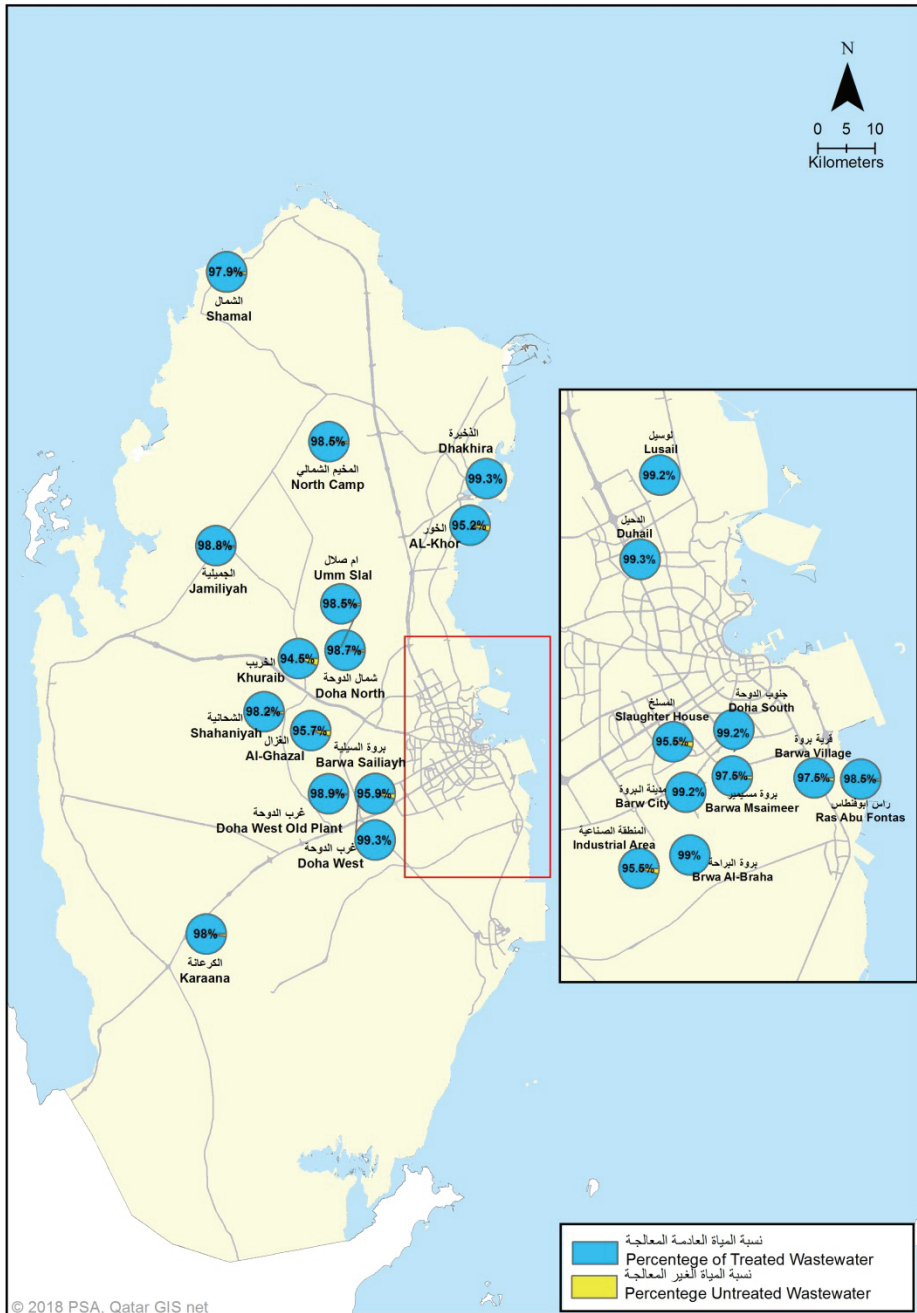 N
0 5 10
Kilometers
97.9%
الشمال
Shamal
98.5%
المخيم الشمالي
North Camp
الذخيرة
Dhakhira
99.3%
95.2%
الخور
AL-Khor
98.8%
الجميلية
Jamiliyah
ام صلال
Umm Slal
98.5%
98.7%
شمال الدوحة
Doha North
94.5%
الخريب
Khuraib
98.2%
الشحانية
Shahaniyah
95.7%
الغزال
Al-Ghazal
بروة السيلية
Barwa Sailiayh
95.9%
98.9%
غرب الدوحة
Doha West Old Plant
99.3%
غرب الدوحة
Doha West
98%
الكرعانة
Karaana
لوسيل
Lusail
99.2%
الدحيل
Duhail
99.3%
المسلخ
Slaughter House
95.5%
جنوب الدوحة
Doha South
99.2%
قرية بروة
Barwa Village
97.5%
98.5%
راس ابوفنطاس
Ras Abu Fontas
97.5%
بروة مسيمير
Barwa Msaimeer
99.2%
مدينة البروة
Barw City
المنطقة الصناعية
Industrial Area
95.5%
99%
بروة البراحة
Brwa Al-Braha
نسبة المياة العادمة المعالجة
Percentege of Treated Wastewater
نسبة المياة الغير المعالجة
Percentege Untreated Wastewater
© 2018 PSA. Qatar GIS net